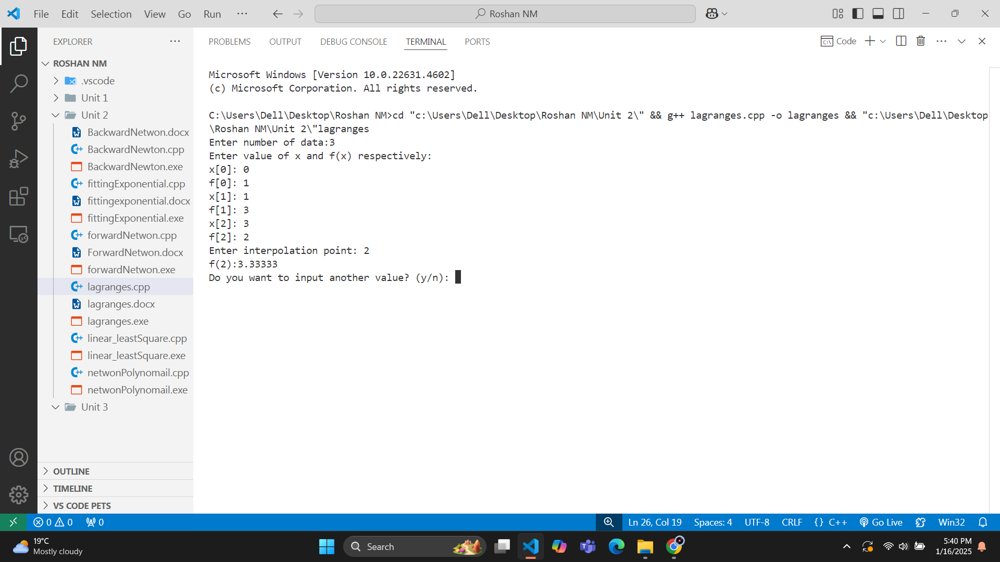 File Edit Selection View Go Run ··· Roshan NM
EXPLORER ···
ROSHAN NM
.vscode
Unit 1
Unit 2
BackwardNetwon.docx
BackwardNewton.cpp
BackwardNewton.exe
fittingExponential.cpp
fittingexponential.docx
fittingExponential.exe
forwardNetwon.cpp
ForwardNetwon.docx
forwardNetwon.exe
lagranges.cpp
lagranges.docx
lagranges.exe
linear_leastSquare.cpp
linear_leastSquare.exe
netwonPolynomail.cpp
netwonPolynomail.exe
Unit 3
OUTLINE
TIMELINE
VS CODE PETS
PROBLEMS OUTPUT DEBUG CONSOLE TERMINAL PORTS Code
Microsoft Windows [Version 10.0.22631.4602]
(c) Microsoft Corporation. All rights reserved.
C:\Users\Dell\Desktop\Roshan NM>cd "c:\Users\Dell\Desktop\Roshan NM\Unit 2\" && g++ lagranges.cpp -o lagranges && "c:\Users\Dell\Desktop
\Roshan NM\Unit 2\"lagranges
Enter number of data:3
Enter value of x and f(x) respectively:
x[0]: 0
f[0]: 1
x[1]: 1
f[1]: 3
x[2]: 3
f[2]: 2
Enter interpolation point: 2
f(2):3.33333
Do you want to input another value? (y/n):
0 0 0 Ln 26, Col 19 Spaces: 4 UTF-8 CRLF {} C++ Go Live Win32
19°C
Mostly cloudy
Search
5:40 PM
1/16/2025